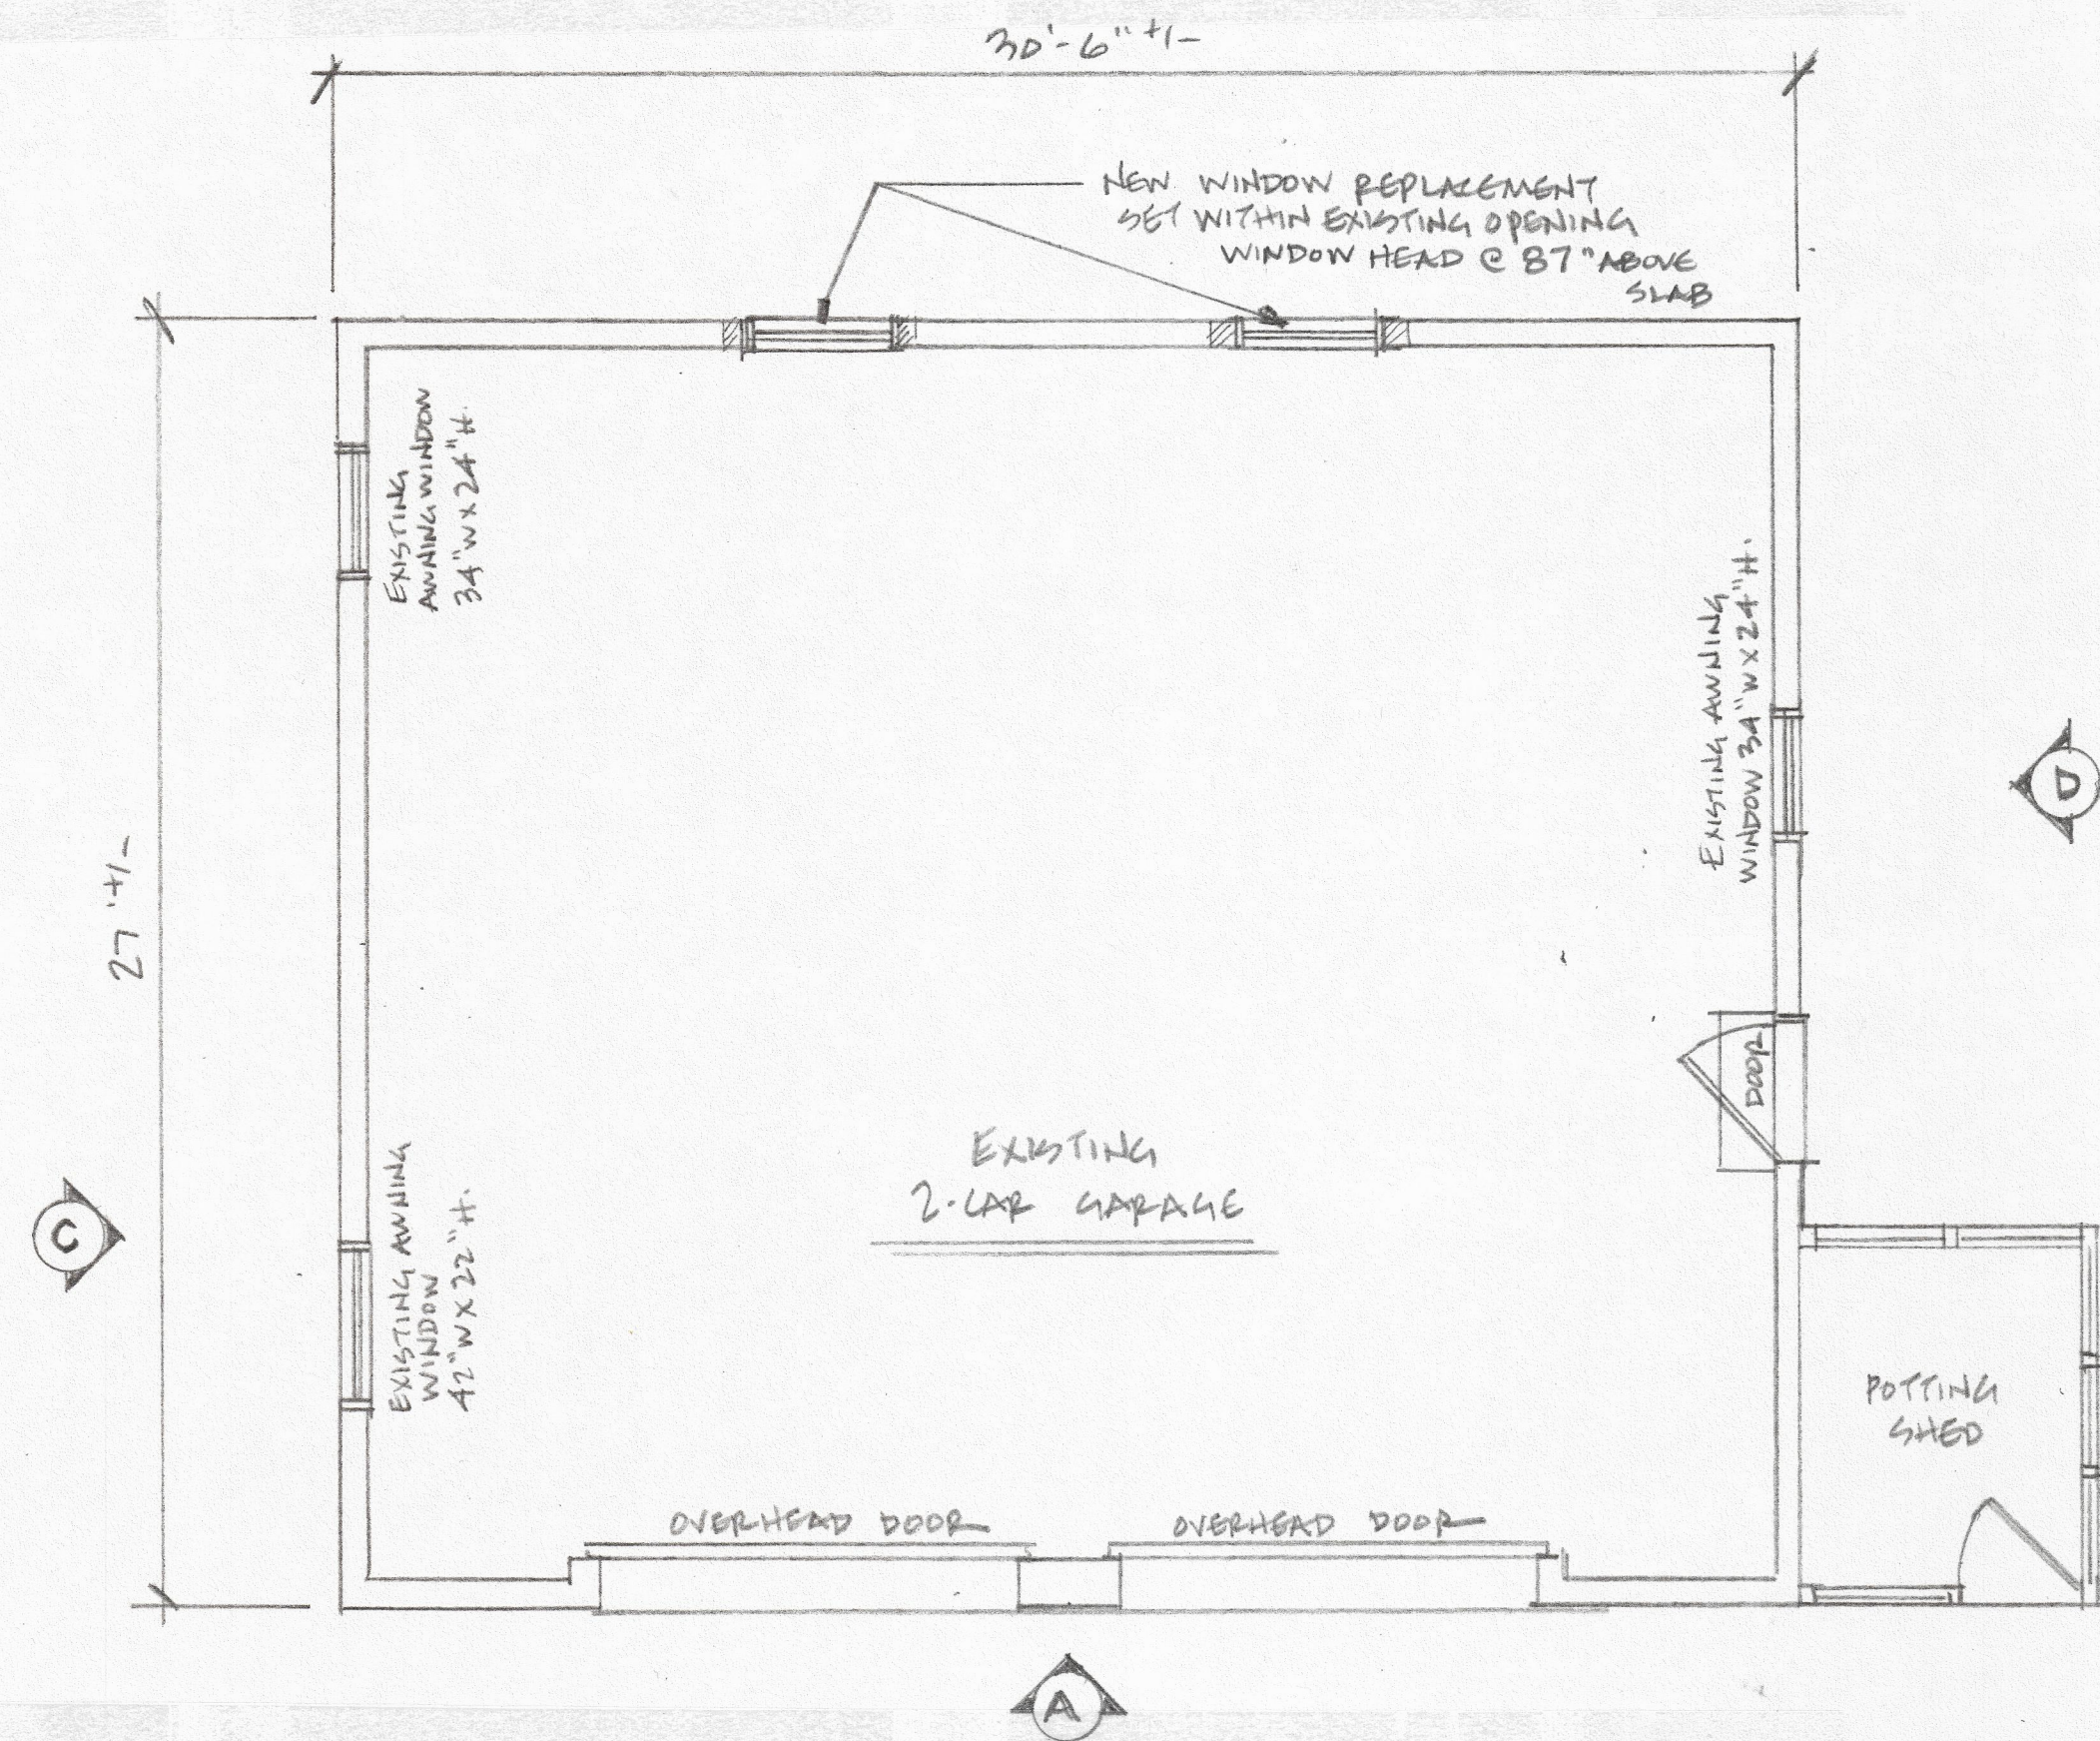 30'-6" +/-
NEW WINDOW REPLACEMENT
SET WITHIN EXISTING OPENING
WINDOW HEAD @ 87" ABOVE
SLAB
EXISTING
AWNING WINDOW
34"W X 24"H.
EXISTING AWNING
WINDOW 34"W X 24"H.
D
27' +/-
DOOR
EXISTING
2-CAR GARAGE
C
EXISTING AWNING
WINDOW
42"W X 22"H.
POTTING
SHED
OVERHEAD DOOR
OVERHEAD DOOR
A